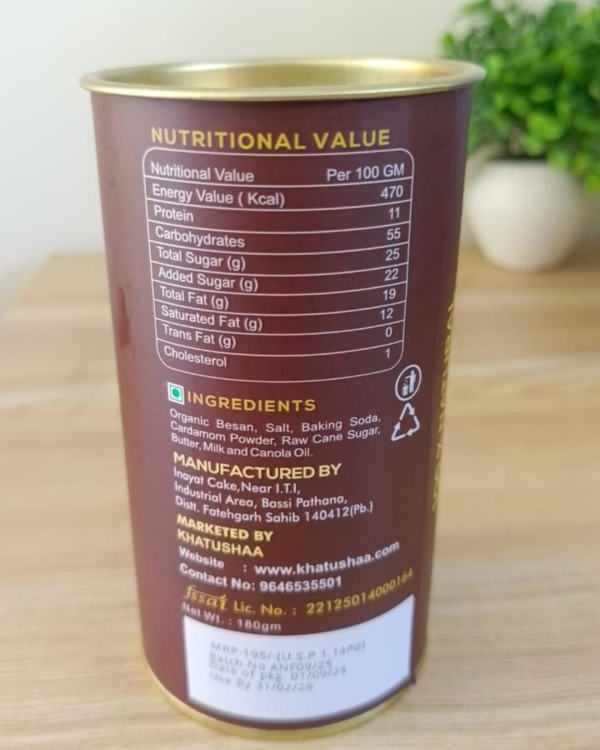 NUTRITIONAL VALUE
Nutritional Value Per 100 GM
Energy Value ( Kcal) 470
Protein 11
Carbohydrates 55
Total Sugar (g) 25
Added Sugar (g) 22
Total Fat (g) 19
Saturated Fat (g) 12
Trans Fat (g) 0
Cholesterol 1
INGREDIENTS
Organic Besan, Salt, Baking Soda,
Cardamom Powder, Raw Cane Sugar,
Butter, Milk and Canola Oil.
MANUFACTURED BY
Inayat Cake,Near I.T.I,
Industrial Area, Bassi Pathana,
Distt. Fatehgarh Sahib 140412(Pb.)
MARKETED BY
KHATUSHAA
Website : www.khatushaa.com
Contact No: 9646535501
fssai Lic. No. : 22125014000164
Net Wt. : 180gm
MRP-195/-(U.S.P 1.14PG)
Batch No ANF09/25
Date of pkg. 01/09/25
Use By 31/02/26
NATURAL